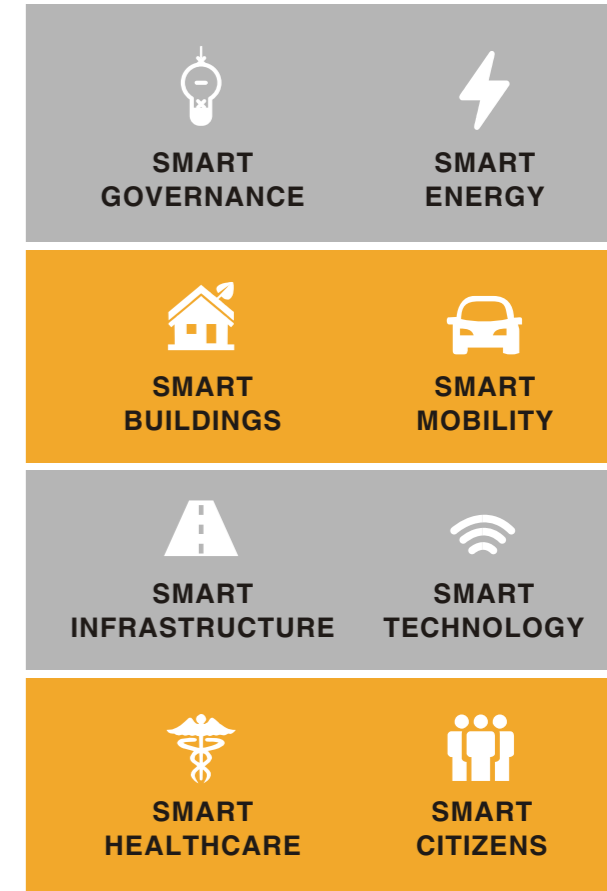 SMART
GOVERNANCE
SMART
ENERGY
SMART
BUILDINGS
SMART
MOBILITY
SMART
INFRASTRUCTURE
SMART
TECHNOLOGY
SMART
HEALTHCARE
SMART
CITIZENS